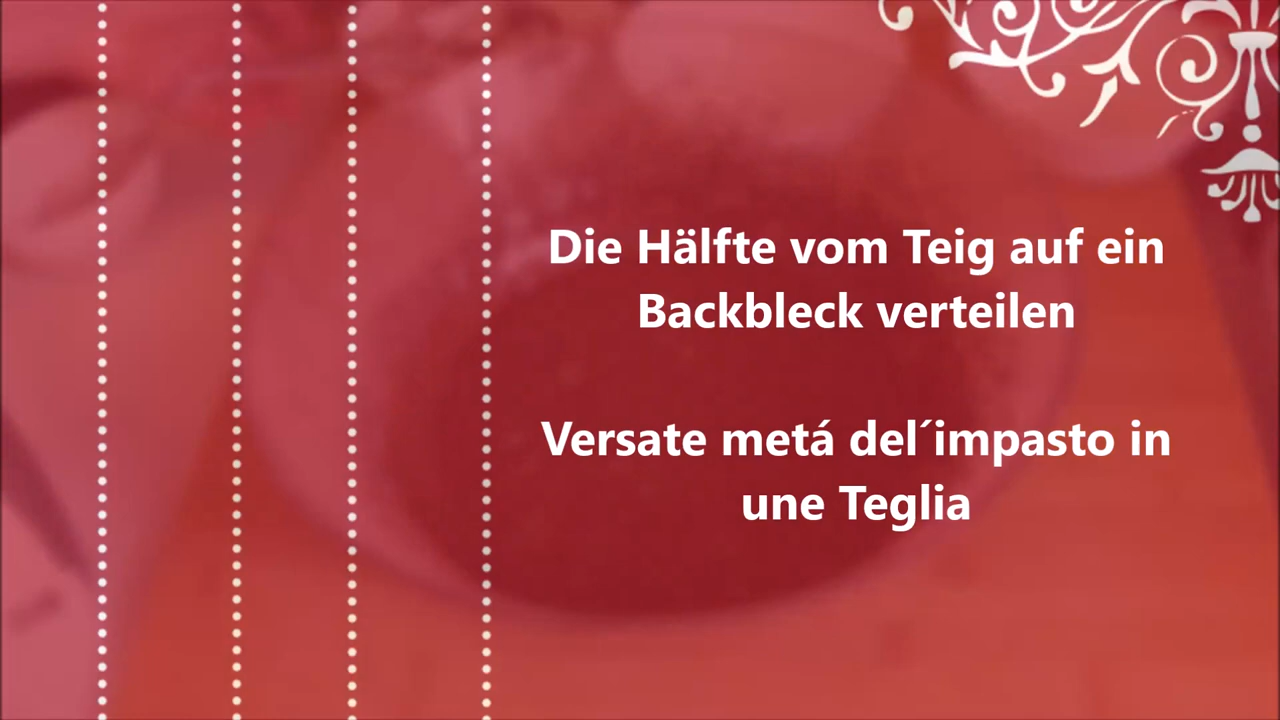 Die Hälfte vom Teig auf ein
Backbleck verteilen
Versate metá del´impasto in
une Teglia